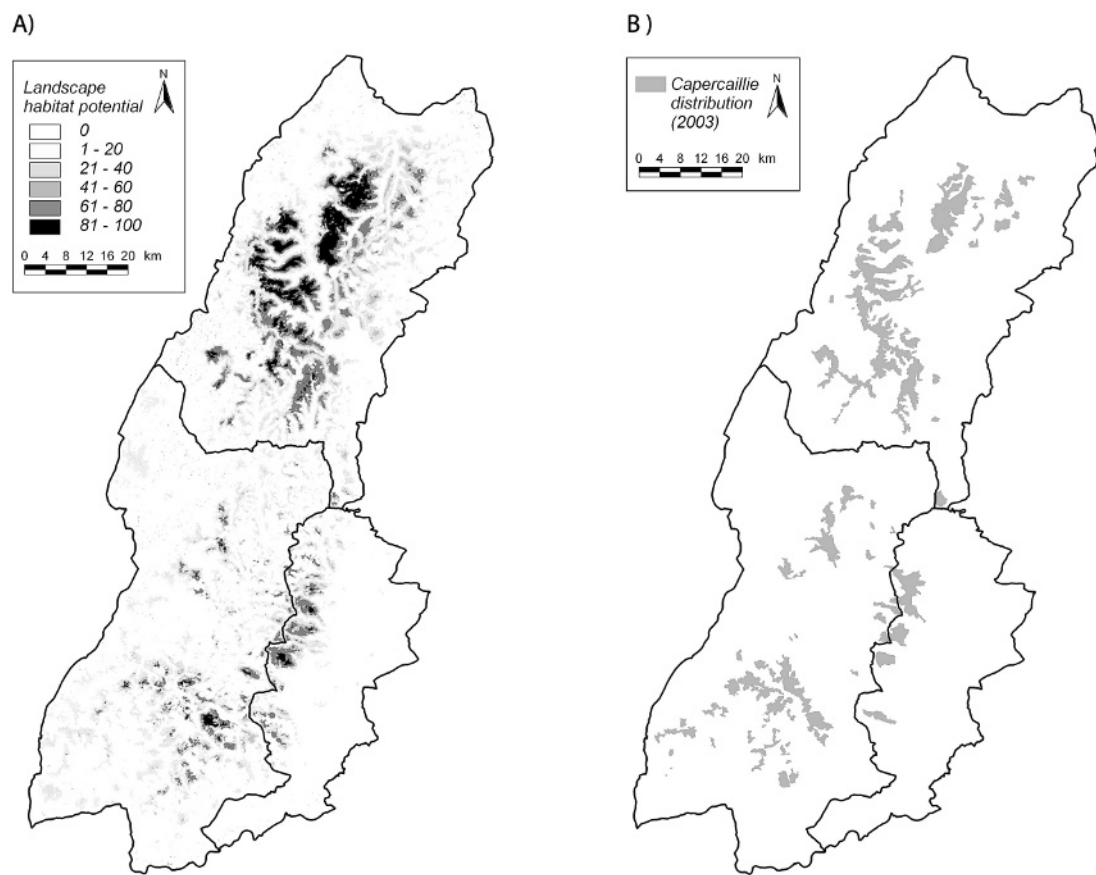 A)
Landscape
habitat potential
N
0
1 - 20
21 - 40
41 - 60
61 - 80
81 - 100
0 4 8 12 16 20 km
B )
Capercaillie
distribution
(2003)
N
0 4 8 12 16 20 km